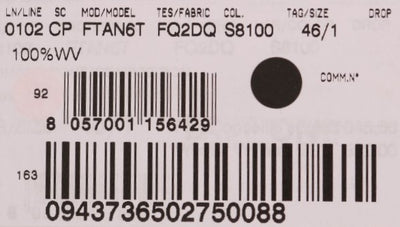 LN/LINE SC MOD/MODEL TES/FABRIC COL. TAG/SIZE DROP
0102 CP FTAN6T FQ2DQ S8100 46/1
100%WV
COMM.N°
92
8 057001 156429
163
0943736502750088